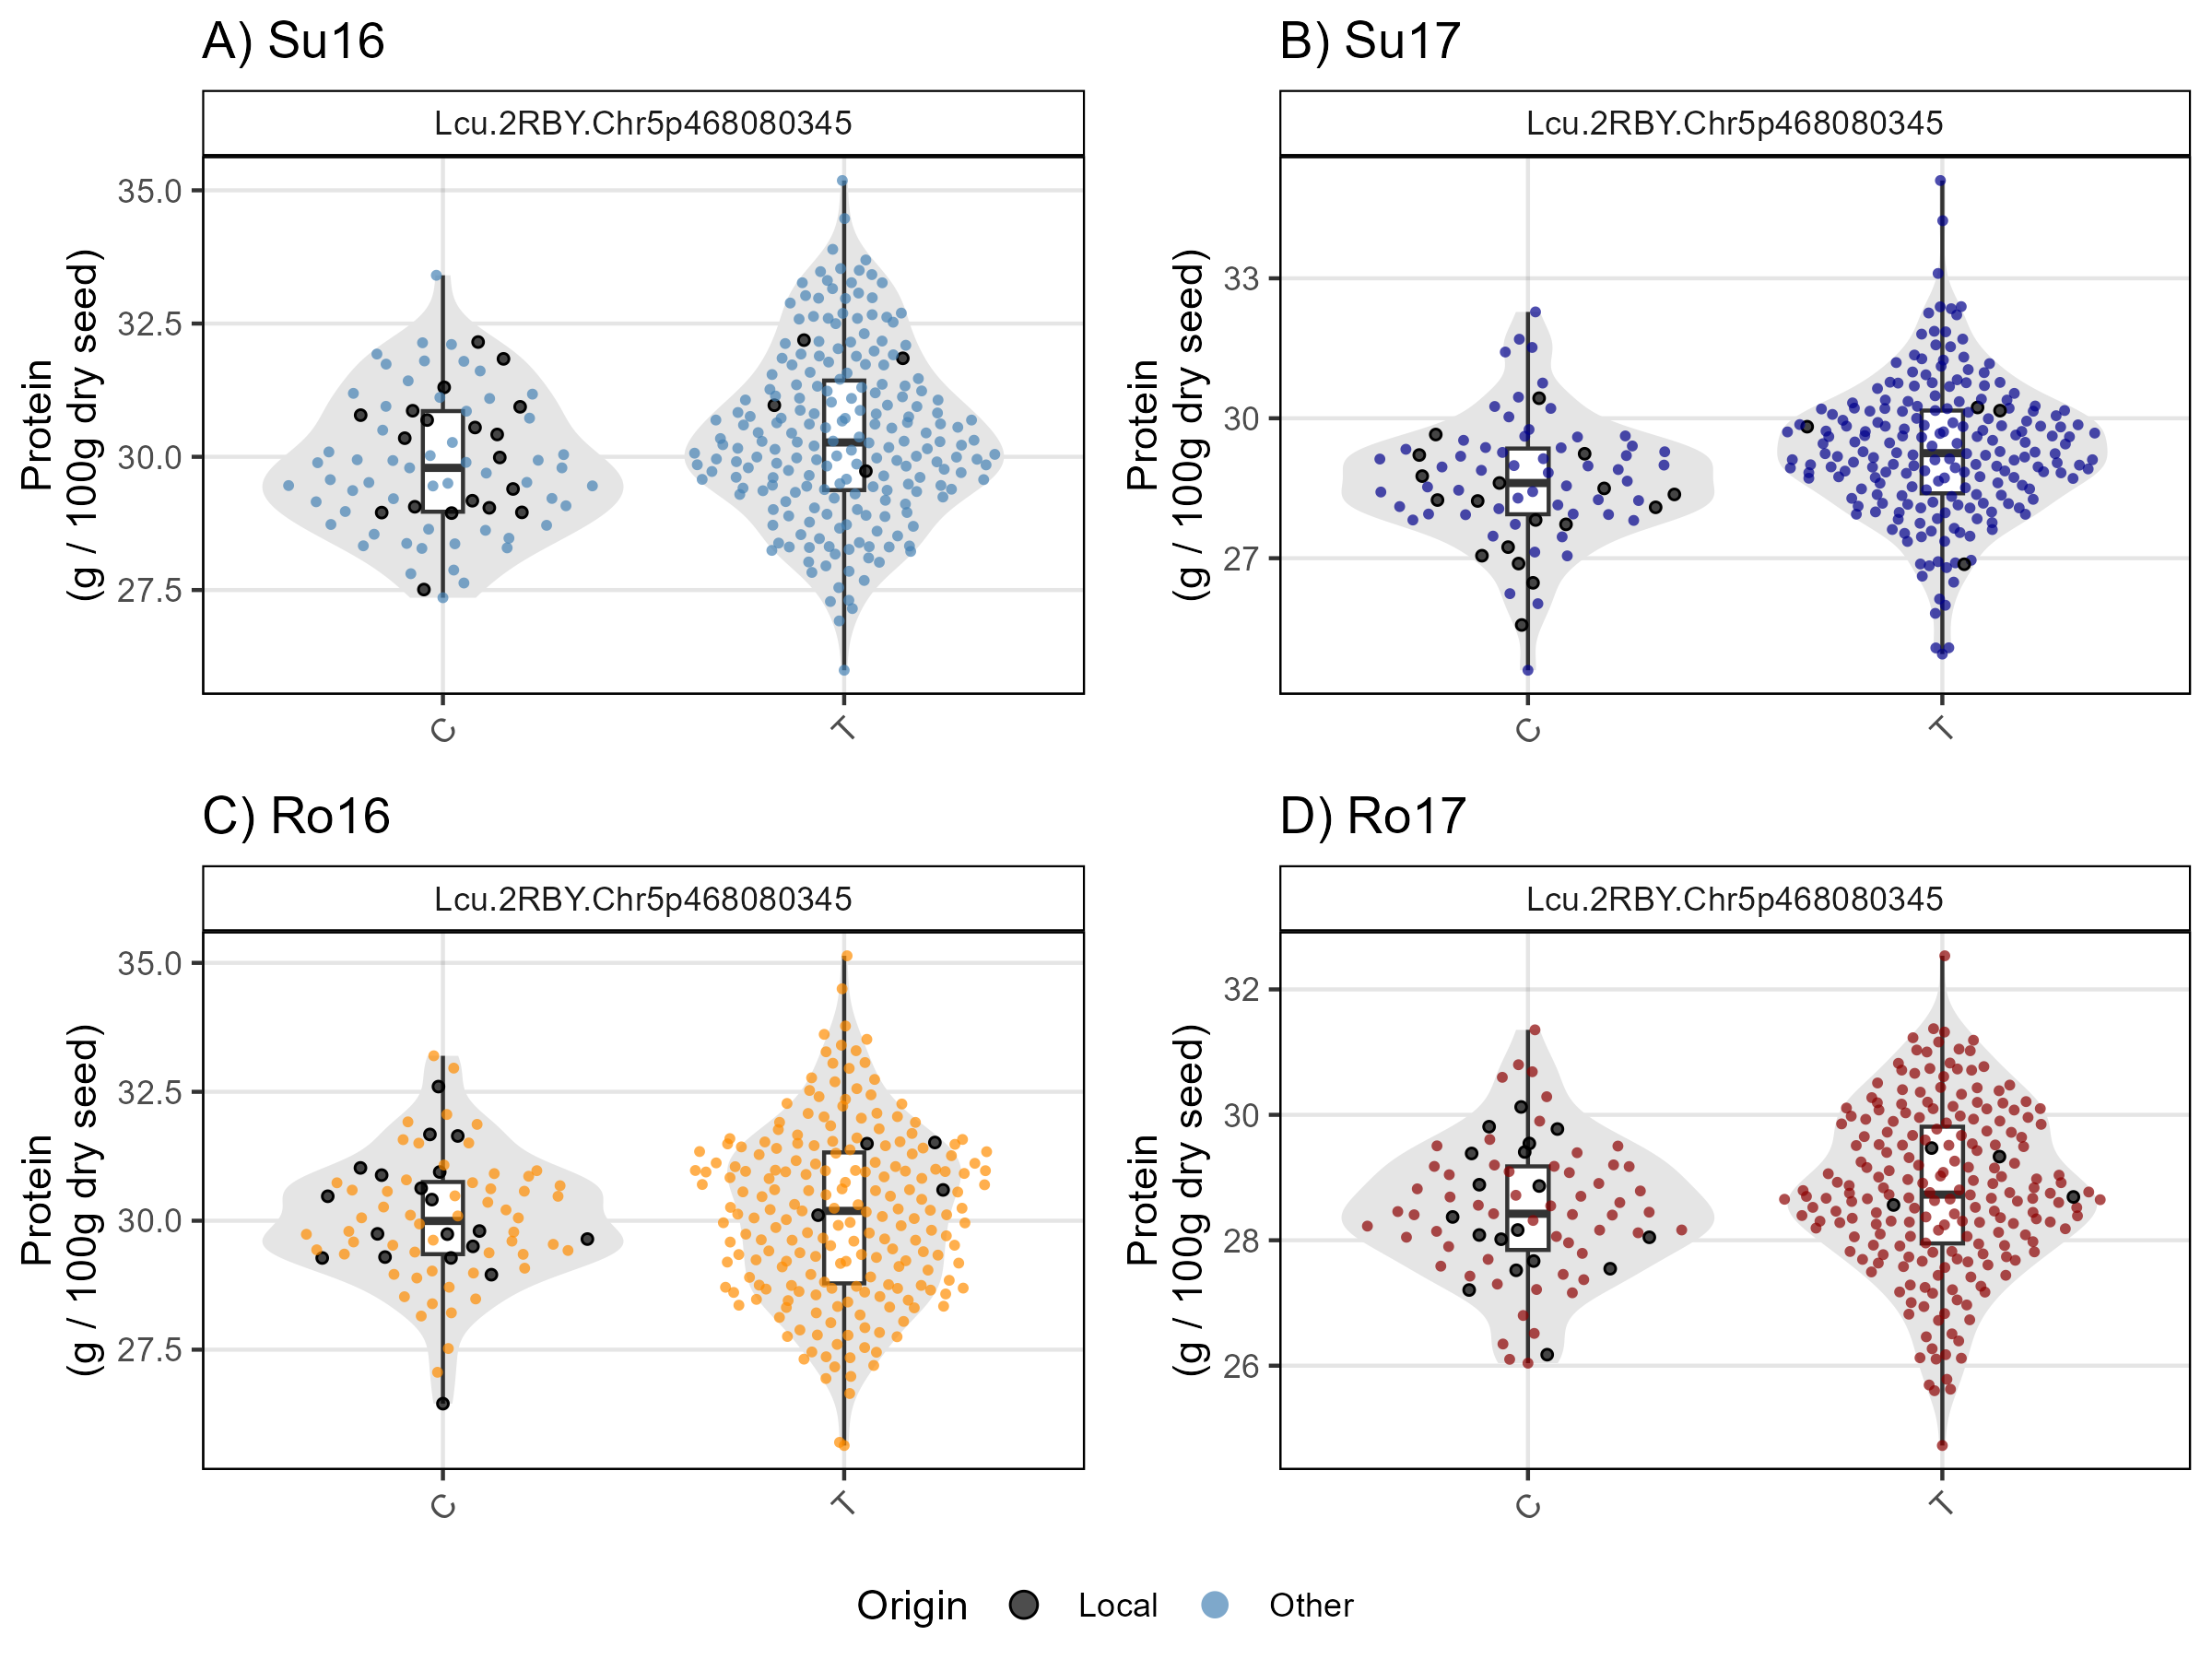 A) Su16
Lcu.2RBY.Chr5p468080345
Protein
(g / 100g dry seed)
35.0
32.5
30.0
27.5
C
T
B) Su17
Lcu.2RBY.Chr5p468080345
Protein
(g / 100g dry seed)
33
30
27
C
T
C) Ro16
Lcu.2RBY.Chr5p468080345
Protein
(g / 100g dry seed)
35.0
32.5
30.0
27.5
C
T
D) Ro17
Lcu.2RBY.Chr5p468080345
Protein
(g / 100g dry seed)
32
30
28
26
C
T
Origin Local Other